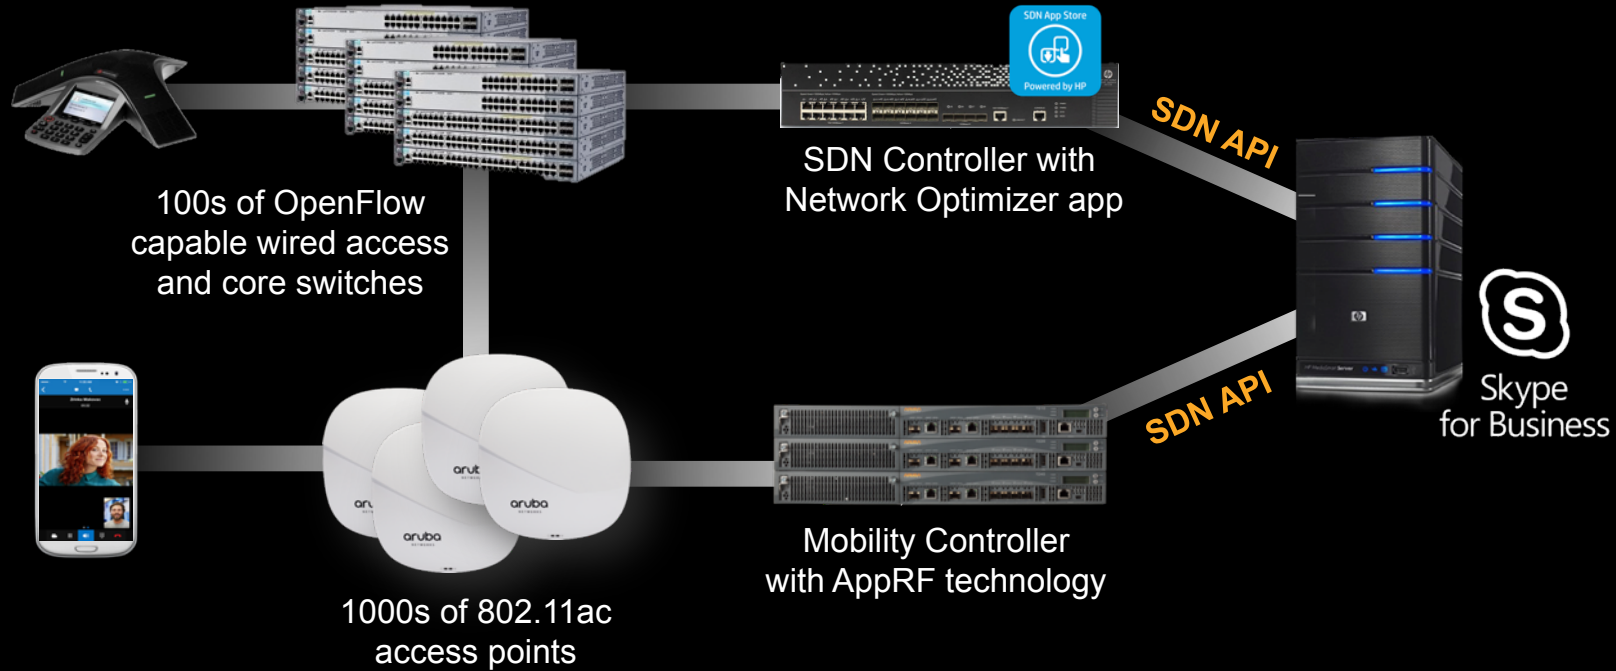 SDN App Store
Powered by HP
SDN API
SDN Controller with
Network Optimizer app
100s of OpenFlow
capable wired access
and core switches
S
Skype
for Business
SDN API
aruba
NETWORKS
aruba
NETWORKS
Mobility Controller
with AppRF technology
1000s of 802.11ac
access points